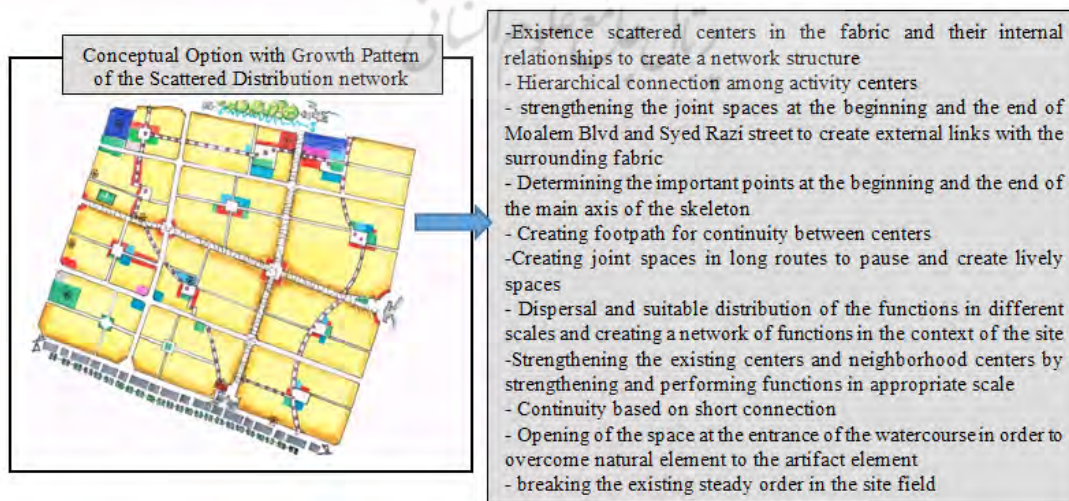 Conceptual Option with Growth Pattern
of the Scattered Distribution network
-Existence scattered centers in the fabric and their internal
relationships to create a network structure
- Hierarchical connection among activity centers
- strengthening the joint spaces at the beginning and the end of
Moalem Blvd and Syed Razi street to create external links with the
surrounding fabric
- Determining the important points at the beginning and the end of
the main axis of the skeleton
- Creating footpath for continuity between centers
-Creating joint spaces in long routes to pause and create lively
spaces
- Dispersal and suitable distribution of the functions in different
scales and creating a network of functions in the context of the site
-Strengthening the existing centers and neighborhood centers by
strengthening and performing functions in appropriate scale
- Continuity based on short connection
- Opening of the space at the entrance of the watercourse in order to
overcome natural element to the artifact element
- breaking the existing steady order in the site field